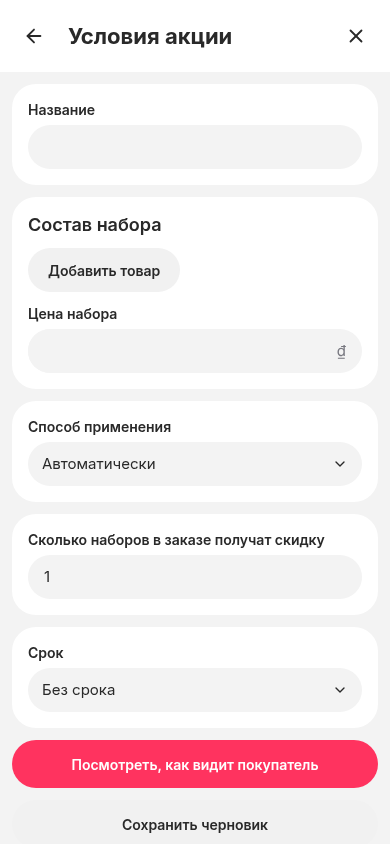 Условия акции
Название
Состав набора
Добавить товар
Цена набора
₫
Способ применения
Автоматически
Сколько наборов в заказе получат скидку
1
Срок
Без срока
Посмотреть, как видит покупатель
Сохранить черновик